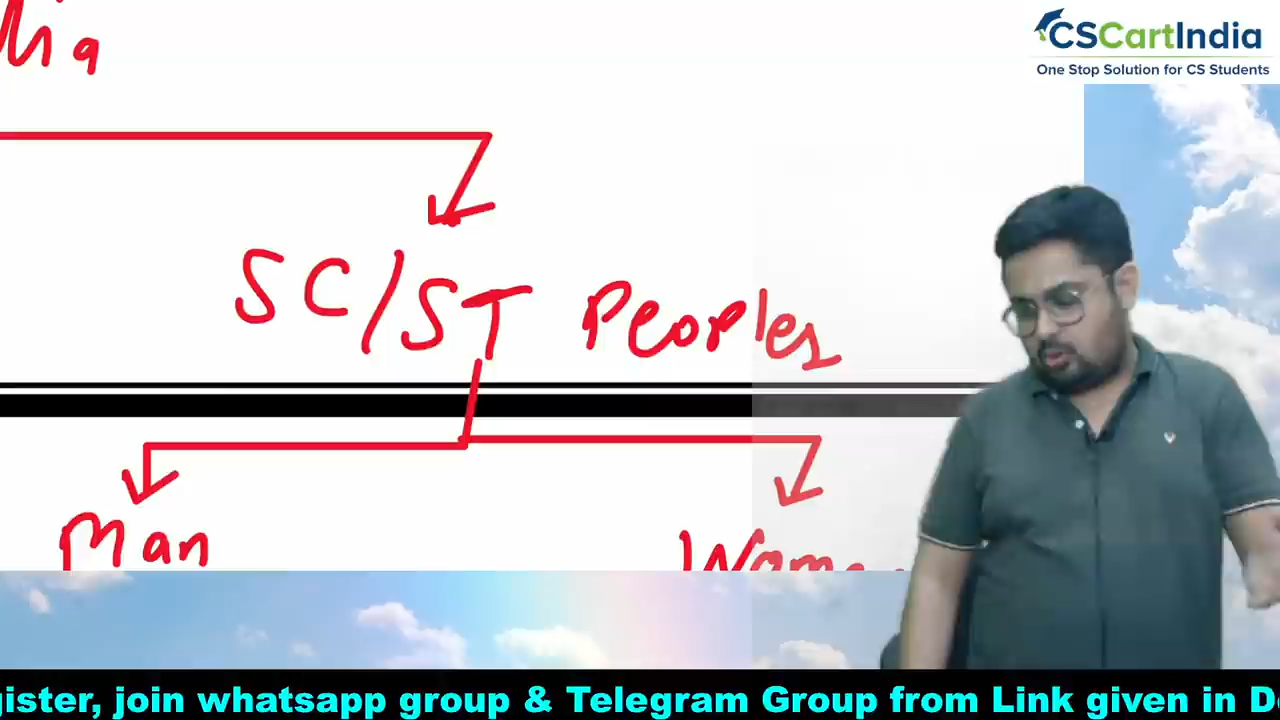 CSCartIndia
One Stop Solution for CS Students
SC/ST Peoples
Man
gister, join whatsapp group & Telegram Group from Link given in D